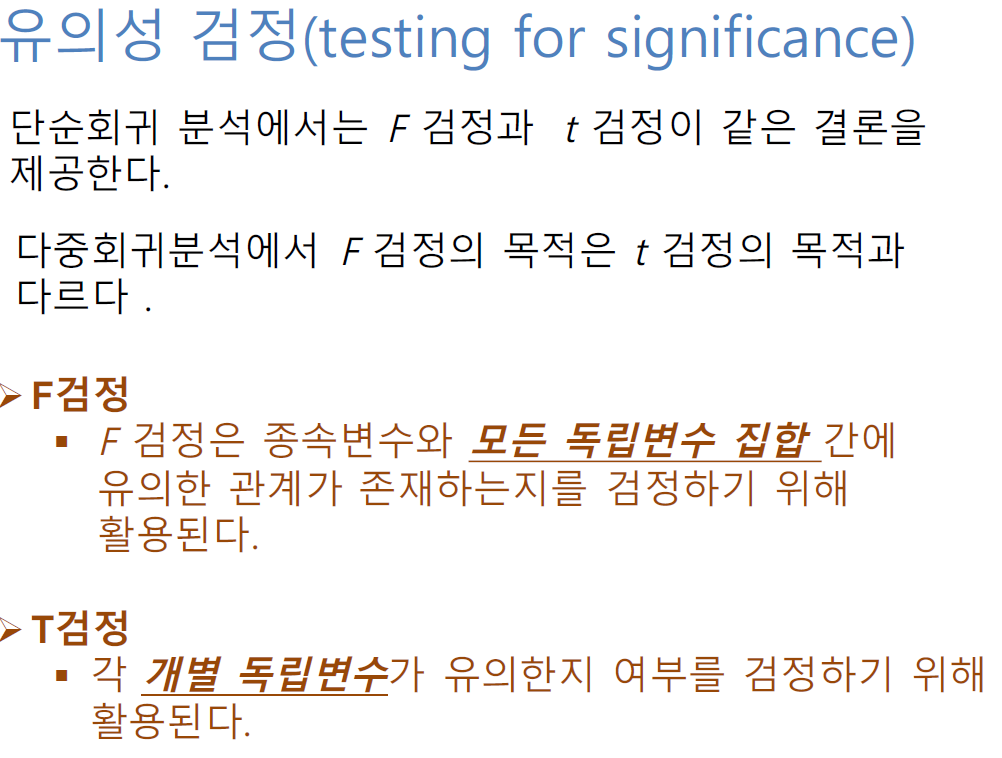 유의성 검정(testing for significance)
단순회귀 분석에서는 F 검정과 t 검정이 같은 결론을
제공한다.
다중회귀분석에서 F 검정의 목적은 t 검정의 목적과
다르다 .
➢ F검정
▪ F 검정은 종속변수와 모든 독립변수 집합 간에
유의한 관계가 존재하는지를 검정하기 위해
활용된다.
➢ T검정
▪ 각 개별 독립변수가 유의한지 여부를 검정하기 위해
활용된다.